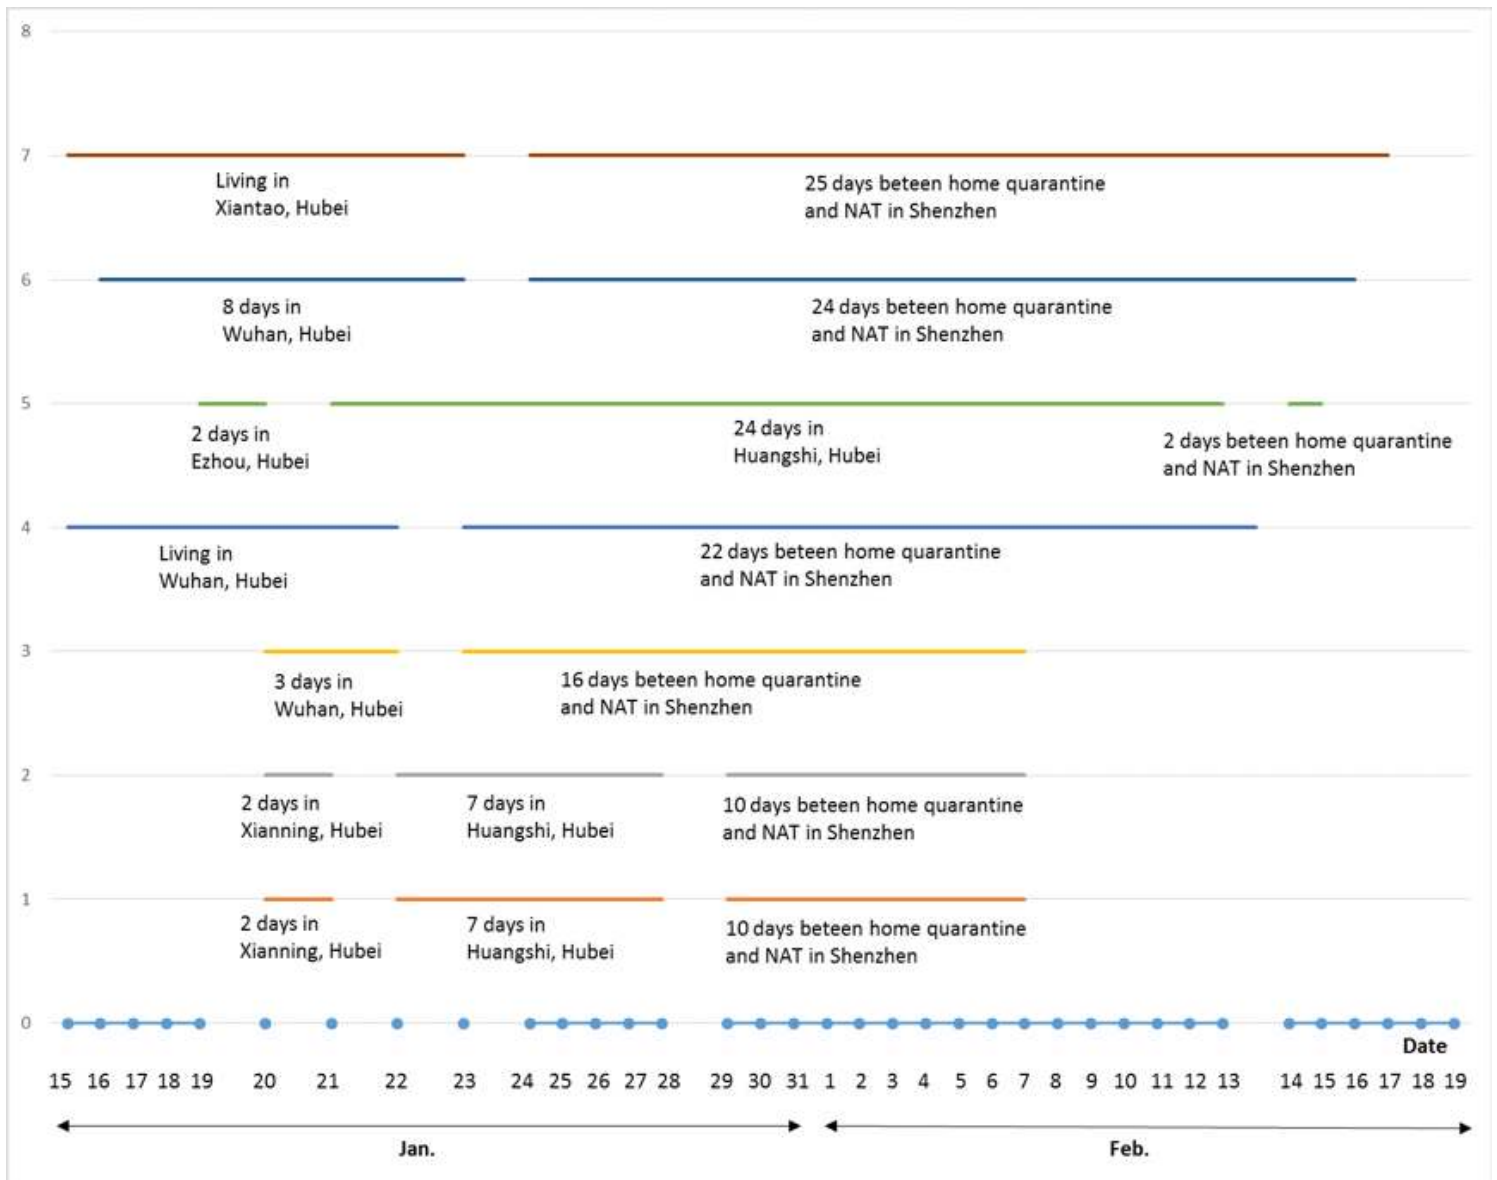 8
7
Living in
Xiantao, Hubei
25 days beteen home quarantine
and NAT in Shenzhen
6
8 days in
Wuhan, Hubei
24 days beteen home quarantine
and NAT in Shenzhen
5
2 days in
Ezhou, Hubei
24 days in
Huangshi, Hubei
2 days beteen home quarantine
and NAT in Shenzhen
4
Living in
Wuhan, Hubei
22 days beteen home quarantine
and NAT in Shenzhen
3
3 days in
Wuhan, Hubei
16 days beteen home quarantine
and NAT in Shenzhen
2
2 days in
Xianning, Hubei
7 days in
Huangshi, Hubei
10 days beteen home quarantine
and NAT in Shenzhen
1
2 days in
Xianning, Hubei
7 days in
Huangshi, Hubei
10 days beteen home quarantine
and NAT in Shenzhen
0
Date
15 16 17 18 19 20 21 22 23 24 25 26 27 28 29 30 31 1 2 3 4 5 6 7 8 9 10 11 12 13 14 15 16 17 18 19
Jan. Feb.